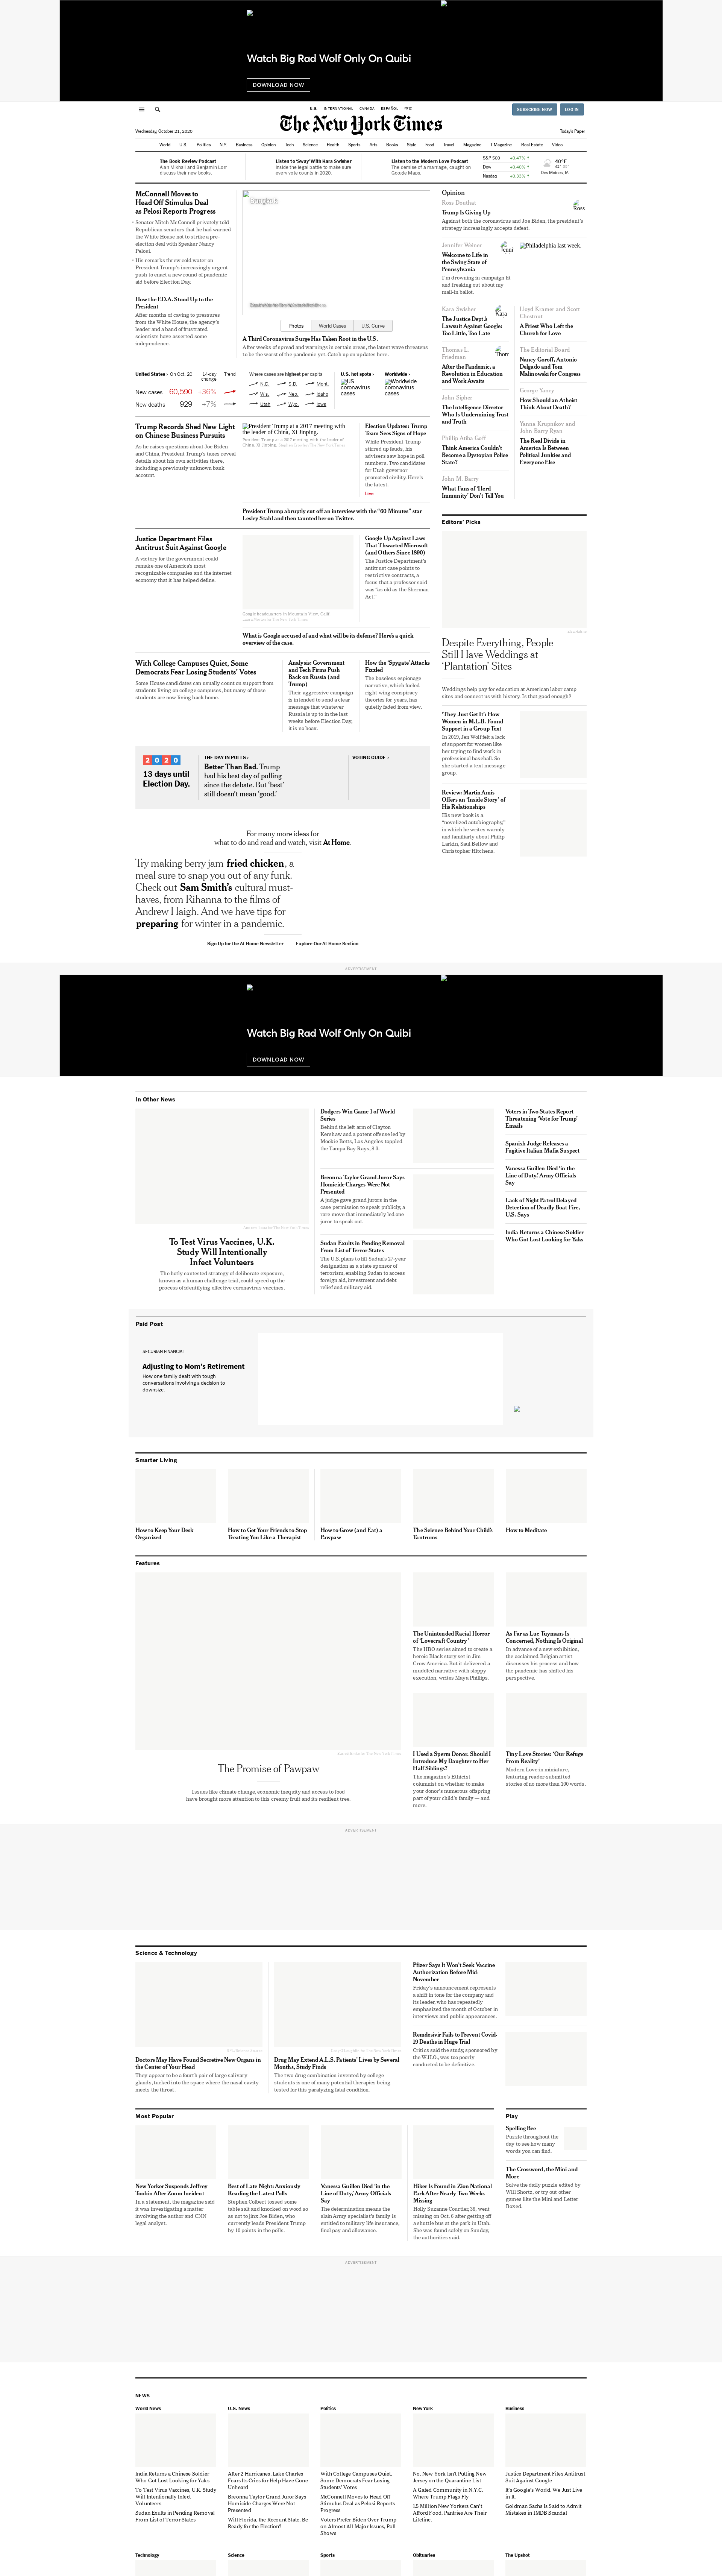 Watch Big Rad Wolf Only On Quibi
DOWNLOAD NOW
U.S. INTERNATIONAL CANADA ESPAÑOL 中文
SUBSCRIBE NOW
LOG IN
The New York Times
Wednesday, October 21, 2020
Today's Paper
World U.S. Politics N.Y. Business Opinion Tech Science Health Sports Arts Books Style Food Travel Magazine T Magazine Real Estate Video
The Book Review Podcast
Listen to 'Sway' With Kara Swisher
Inside the legal battle to make sure every vote counts in 2020.
Listen to the Modern Love Podcast
The demise of a marriage, caught on Google Maps.
S&P 500 +0.47% ↑
Dow +0.40% ↑
Nasdaq +0.33% ↑
40°F
Des Moines, IA
McConnell Moves to
Head Off Stimulus Deal
as Pelosi Reports Progress
Senator Mitch McConnell privately told
Republican senators that he had warned
the White House not to strike a pre-
election deal with Speaker Nancy
Pelosi.
His remarks threw cold water on
President Trump's increasingly urgent
push to enact a new round of pandemic
aid before Election Day.
How the F.D.A. Stood Up to the
President
After months of caving to pressures
from the White House, the agency's
leader and a band of frustrated
scientists have asserted some
independence.
Photos
World Cases
U.S. Curve
A Third Coronavirus Surge Has Taken Root in the U.S.
After weeks of spread and warnings in certain areas, the latest wave threatens
to be the worst of the pandemic yet. Catch up on updates here.
United States › On Oct. 20 14-day change Trend
New cases 60,590 +36%
New deaths 929 +7%
Where cases are highest per capita
N.D. S.D. Mont.
Wis. Neb. Idaho
Utah Wyo. Iowa
U.S. hot spots ›
US coronavirus cases
Worldwide ›
Worldwide coronavirus cases
Trump Records Shed New Light
on Chinese Business Pursuits
As he raises questions about Joe Biden
and China, President Trump's taxes reveal
details about his own activities there,
including a previously unknown bank
account.
President Trump at a 2017 meeting with
the leader of China, Xi Jinping.
President Trump at a 2017 meeting with the leader of
China, Xi Jinping.
Election Updates: Trump
Team Sees Signs of Hope
While President Trump
stirred up feuds, his
advisers saw hope in poll
numbers. Two candidates
for Utah governor
promoted civility. Here's
the latest.
Live
President Trump abruptly cut off an interview with the "60 Minutes" star
Lesley Stahl and then taunted her on Twitter.
Justice Department Files
Antitrust Suit Against Google
A victory for the government could
remake one of America's most
recognizable companies and the internet
economy that it has helped define.
Google headquarters in Mountain View, Calif.
Google Up Against Laws
That Thwarted Microsoft
(and Others Since 1890)
The Justice Department's
antitrust case points to
restrictive contracts, a
focus that a professor said
was "as old as the Sherman
Act."
What is Google accused of and what will be its defense? Here's a quick
overview of the case.
With College Campuses Quiet, Some
Democrats Fear Losing Students' Votes
Some House candidates can usually count on support from
students living on college campuses, but many of those
students are now living back home.
Analysis: Government
and Tech Firms Push
Back on Russia (and
Trump)
Their aggressive campaign
is intended to send a clear
message that whatever
Russia is up to in the last
weeks before Election Day,
it is no hoax.
How the 'Spygate' Attacks
Fizzled
The baseless espionage
narrative, which fueled
right-wing conspiracy
theories for years, has
quietly faded from view.
2020
13 days until
Election Day.
THE DAY IN POLLS ›
Better Than Bad. Trump
had his best day of polling
since the debate. But 'best'
still doesn't mean 'good.'
VOTING GUIDE ›
For many more ideas for
what to do and read and watch, visit At Home.
Try making berry jam fried chicken, a
meal sure to snap you out of any funk.
Check out Sam Smith's cultural must-
haves, from Rihanna to the films of
Andrew Haigh. And we have tips for
preparing for winter in a pandemic.
Sign Up for the At Home Newsletter
Explore Our At Home Section
Opinion
Ross Douthat
Trump Is Giving Up
Against both the coronavirus and Joe Biden, the president's
strategy increasingly accepts defeat.
Jennifer Weiner
Welcome to Life in
the Swing State of
Pennsylvania
I'm drowning in campaign lit
and freaking out about my
mail-in ballot.
Philadelphia last week.
Kara Swisher
The Justice Dept.'s
Lawsuit Against Google:
Too Little, Too Late
Thomas L.
Friedman
After the Pandemic, a
Revolution in Education
and Work Awaits
John Sipher
The Intelligence Director
Who Is Undermining Trust
and Truth
Phillip Atiba Goff
Think America Couldn't
Become a Dystopian Police
State?
John M. Barry
What Fans of 'Herd
Immunity' Don't Tell You
Lloyd Kramer and Scott
Chestnut
A Priest Who Left the
Church for Love
The Editorial Board
Nancy Goroff, Antonio
Delgado and Tom
Malinowski for Congress
George Yancy
How Should an Atheist
Think About Death?
Yanna Krupnikov and
John Barry Ryan
The Real Divide in
America Is Between
Political Junkies and
Everyone Else
Editors' Picks
Despite Everything, People
Still Have Weddings at
'Plantation' Sites
Weddings help pay for education at American labor camp
sites and connect us with history. Is that good enough?
'They Just Get It': How
Women in M.L.B. Found
Support in a Group Text
In 2019, Jen Wolf felt a lack
of support for women like
her trying to find work in
professional baseball. So
she started a text message
group.
Review: Martin Amis
Offers an 'Inside Story' of
His Relationships
His new book is a
"novelized autobiography,"
in which he writes warmly
and familiarly about Philip
Larkin, Saul Bellow and
Christopher Hitchens.
ADVERTISEMENT
Watch Big Rad Wolf Only On Quibi
DOWNLOAD NOW
In Other News
To Test Virus Vaccines, U.K.
Study Will Intentionally
Infect Volunteers
The hotly contested strategy of deliberate exposure,
known as a human challenge trial, could speed up the
process of identifying effective coronavirus vaccines.
Dodgers Win Game 1 of World
Series
Behind the left arm of Clayton
Kershaw and a potent offense led by
Mookie Betts, Los Angeles toppled
the Tampa Bay Rays, 8-3.
Breonna Taylor Grand Juror Says
Homicide Charges Were Not
Presented
A judge gave grand jurors in the
case permission to speak publicly, a
rare move that immediately led one
juror to speak out.
Sudan Exults in Pending Removal
From List of Terror States
The U.S. plans to lift Sudan's 27-year
designation as a state sponsor of
terrorism, enabling Sudan to access
foreign aid, investment and debt
relief and military aid.
Voters in Two States Report
Threatening 'Vote for Trump'
Emails
Spanish Judge Releases a
Fugitive Italian Mafia Suspect
Vanessa Guillen Died 'in the
Line of Duty,' Army Officials
Say
Lack of Night Patrol Delayed
Detection of Deadly Boat Fire,
U.S. Says
India Returns a Chinese Soldier
Who Got Lost Looking for Yaks
Paid Post
SECURIAN FINANCIAL
Adjusting to Mom's Retirement
How one family dealt with tough
conversations involving a decision to
downsize.
Smarter Living
How to Keep Your Desk
Organized
How to Get Your Friends to Stop
Treating You Like a Therapist
How to Grow (and Eat) a
Pawpaw
The Science Behind Your Child's
Tantrums
How to Meditate
Features
The Promise of Pawpaw
Issues like climate change, economic inequity and access to food
have brought more attention to this creamy fruit and its resilient tree.
The Unintended Racial Horror
of 'Lovecraft Country'
The HBO series aimed to create a
heroic Black story set in Jim
Crow America. But it delivered a
muddled narrative with sloppy
execution, writes Maya Phillips.
As Far as Luc Tuymans Is
Concerned, Nothing Is Original
In advance of a new exhibition,
the acclaimed Belgian artist
discusses his process and how
the pandemic has shifted his
perspective.
I Used a Sperm Donor. Should I
Introduce My Daughter to Her
Half Siblings?
The magazine's Ethicist
columnist on whether to make
your donor's numerous offspring
part of your child's family — and
more.
Tiny Love Stories: 'Our Refuge
From Reality'
Modern Love in miniature,
featuring reader-submitted
stories of no more than 100 words.
ADVERTISEMENT
Science & Technology
Doctors May Have Found Secretive New Organs in
the Center of Your Head
They appear to be a fourth pair of large salivary
glands, tucked into the space where the nasal cavity
meets the throat.
Drug May Extend A.L.S. Patients' Lives by Several
Months, Study Finds
The two-drug combination invented by college
students is one of many potential therapies being
tested for this paralyzing fatal condition.
Pfizer Says It Won't Seek Vaccine
Authorization Before Mid-
November
Friday's announcement represents
a shift in tone for the company and
its leader, who has repeatedly
emphasized the month of October in
interviews and public appearances.
Remdesivir Fails to Prevent Covid-
19 Deaths in Huge Trial
Critics said the study, sponsored by
the W.H.O., was too poorly
conducted to be definitive.
Most Popular
New Yorker Suspends Jeffrey
Toobin After Zoom Incident
In a statement, the magazine said
it was investigating a matter
involving the author and CNN
legal analyst.
Best of Late Night: Anxiously
Reading the Latest Polls
Stephen Colbert tossed some
table salt and knocked on wood so
as not to jinx Joe Biden, who
currently leads President Trump
by 10 points in the polls.
Vanessa Guillen Died 'in the
Line of Duty,' Army Officials
Say
The determination means the
slain Army specialist's family is
entitled to military life insurance,
final pay and allowance.
Hiker Is Found in Zion National
Park After Nearly Two Weeks
Missing
Holly Suzanne Courtier, 38, went
missing on Oct. 6 after getting off
a shuttle bus at the park in Utah.
She was found safely on Sunday,
the authorities said.
Play
Spelling Bee
Puzzle throughout the
day to see how many
words you can find.
The Crossword, the Mini and
More
Solve the daily puzzle edited by
Will Shortz, or try out other
games like the Mini and Letter
Boxed.
ADVERTISEMENT
NEWS
World News
India Returns a Chinese Soldier
Who Got Lost Looking for Yaks
To Test Virus Vaccines, U.K. Study
Will Intentionally Infect
Volunteers
Sudan Exults in Pending Removal
From List of Terror States
U.S. News
After 2 Hurricanes, Lake Charles
Fears Its Cries for Help Have Gone
Unheard
Breonna Taylor Grand Juror Says
Homicide Charges Were Not
Presented
Will Florida, the Recount State, Be
Ready for the Election?
Politics
With College Campuses Quiet,
Some Democrats Fear Losing
Students' Votes
McConnell Moves to Head Off
Stimulus Deal as Pelosi Reports
Progress
Voters Prefer Biden Over Trump
on Almost All Major Issues, Poll
Shows
New York
No, New York Isn't Putting New
Jersey on the Quarantine List
A Gated Community in N.Y.C.
Where Trump Flags Fly
1.5 Million New Yorkers Can't
Afford Food. Pantries Are Their
Lifeline.
Business
Justice Department Files Antitrust
Suit Against Google
It's Google's World. We Just Live
in It.
Goldman Sachs Is Said to Admit
Mistakes in 1MDB Scandal
Technology
Science
Sports
Obituaries
The Upshot